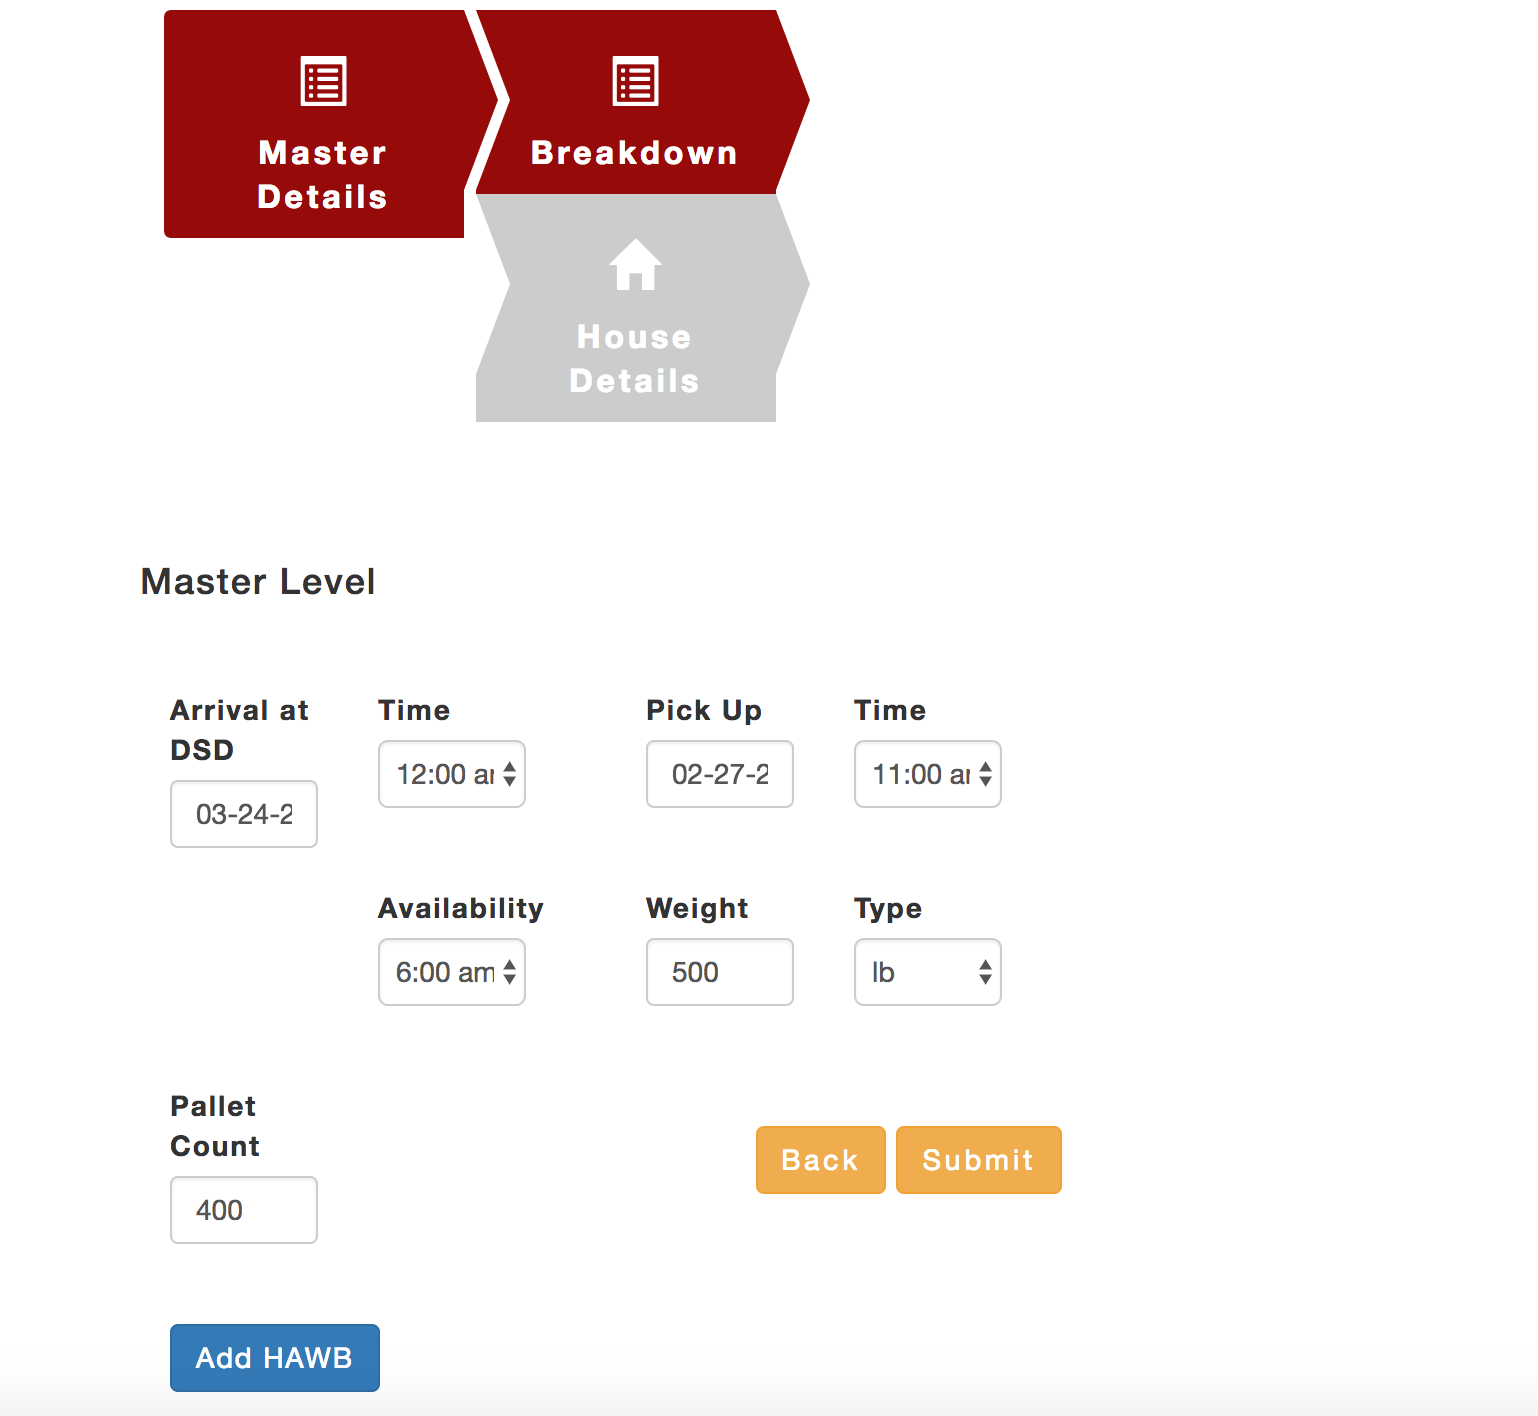 Master
Details
Breakdown
House
Details
Master Level
Arrival at
DSD
03-24-2
Time
12:00 ar
Pick Up
02-27-2
Time
11:00 ar
Availability
6:00 am
Weight
500
Type
lb
Pallet
Count
400
Back
Submit
Add HAWB